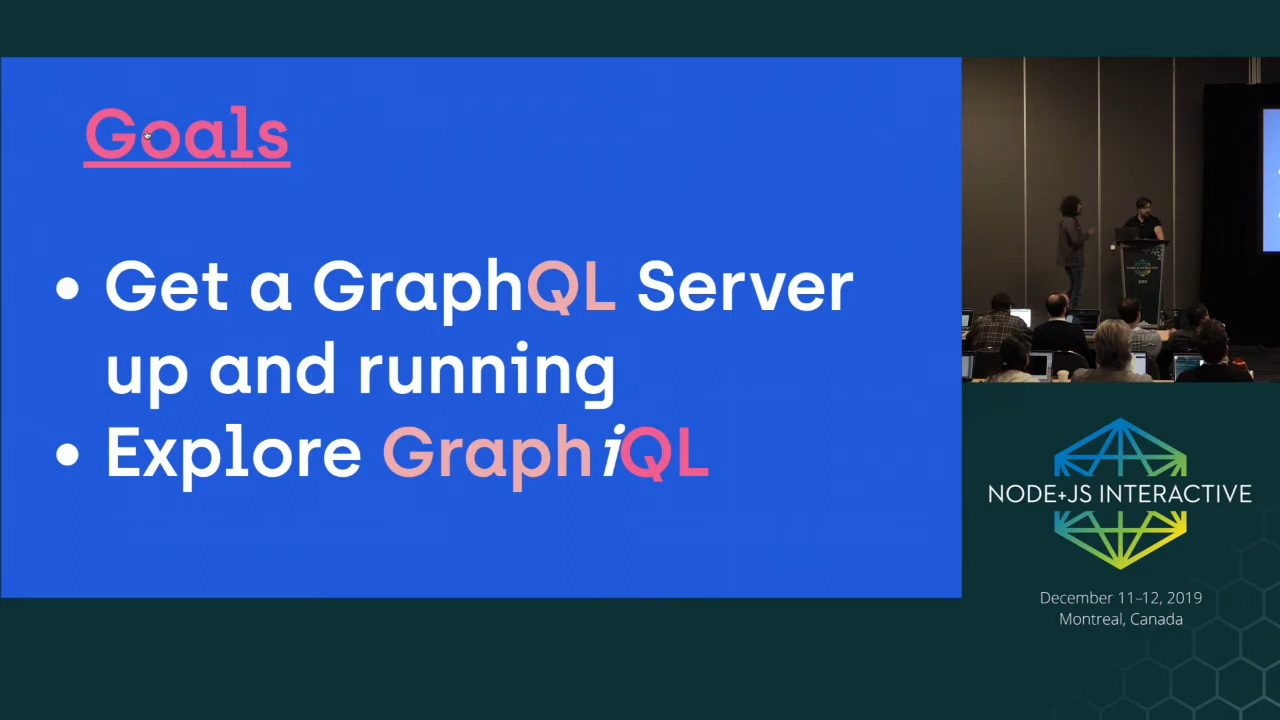 Goals
• Get a GraphQL Server
up and running
• Explore GraphiQL
NODE+JS INTERACTIVE
December 11–12, 2019
Montreal, Canada